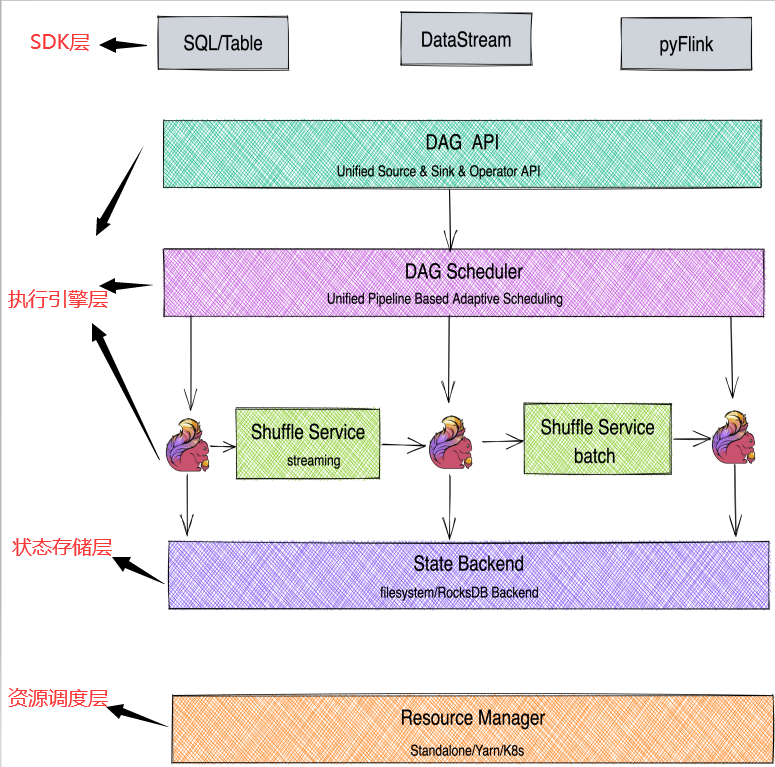 SDK层
SQL/Table
DataStream
pyFlink
DAG API
Unified Source & Sink & Operator API
DAG Scheduler
Unified Pipeline Based Adaptive Scheduling
执行引擎层
Shuffle Service
streaming
Shuffle Service
batch
状态存储层
State Backend
filesystem/RocksDB Backend
资源调度层
Resource Manager
Standalone/Yarn/K8s